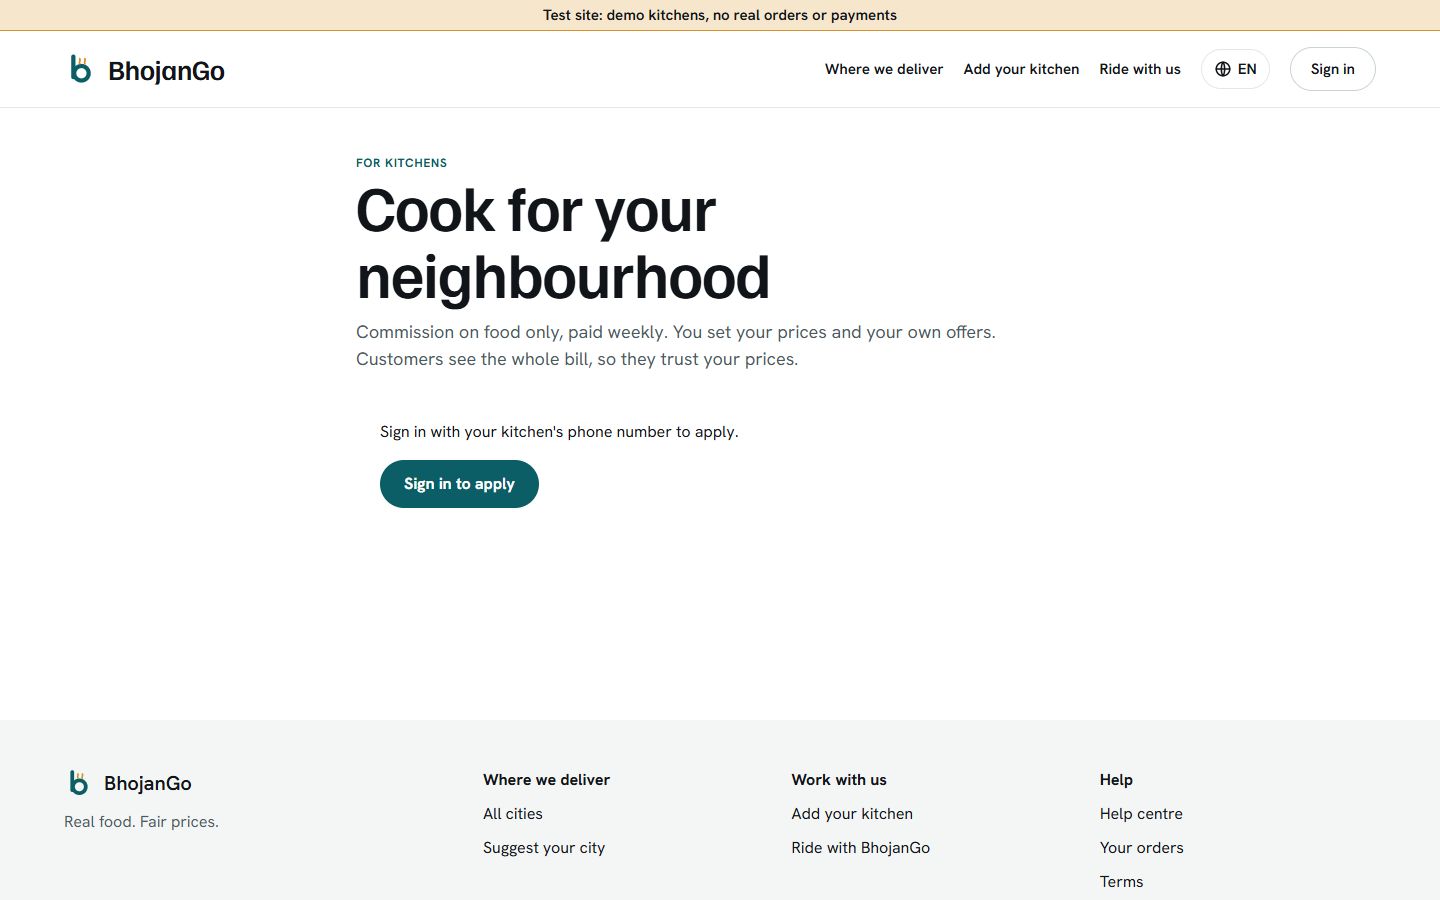 Test site: demo kitchens, no real orders or payments
BhojanGo
Where we deliver
Add your kitchen
Ride with us
EN
Sign in
FOR KITCHENS
Cook for your
neighbourhood
Commission on food only, paid weekly. You set your prices and your own offers.
Customers see the whole bill, so they trust your prices.
Sign in with your kitchen's phone number to apply.
Sign in to apply
BhojanGo
Real food. Fair prices.
Where we deliver
All cities
Suggest your city
Work with us
Add your kitchen
Ride with BhojanGo
Help
Help centre
Your orders
Terms